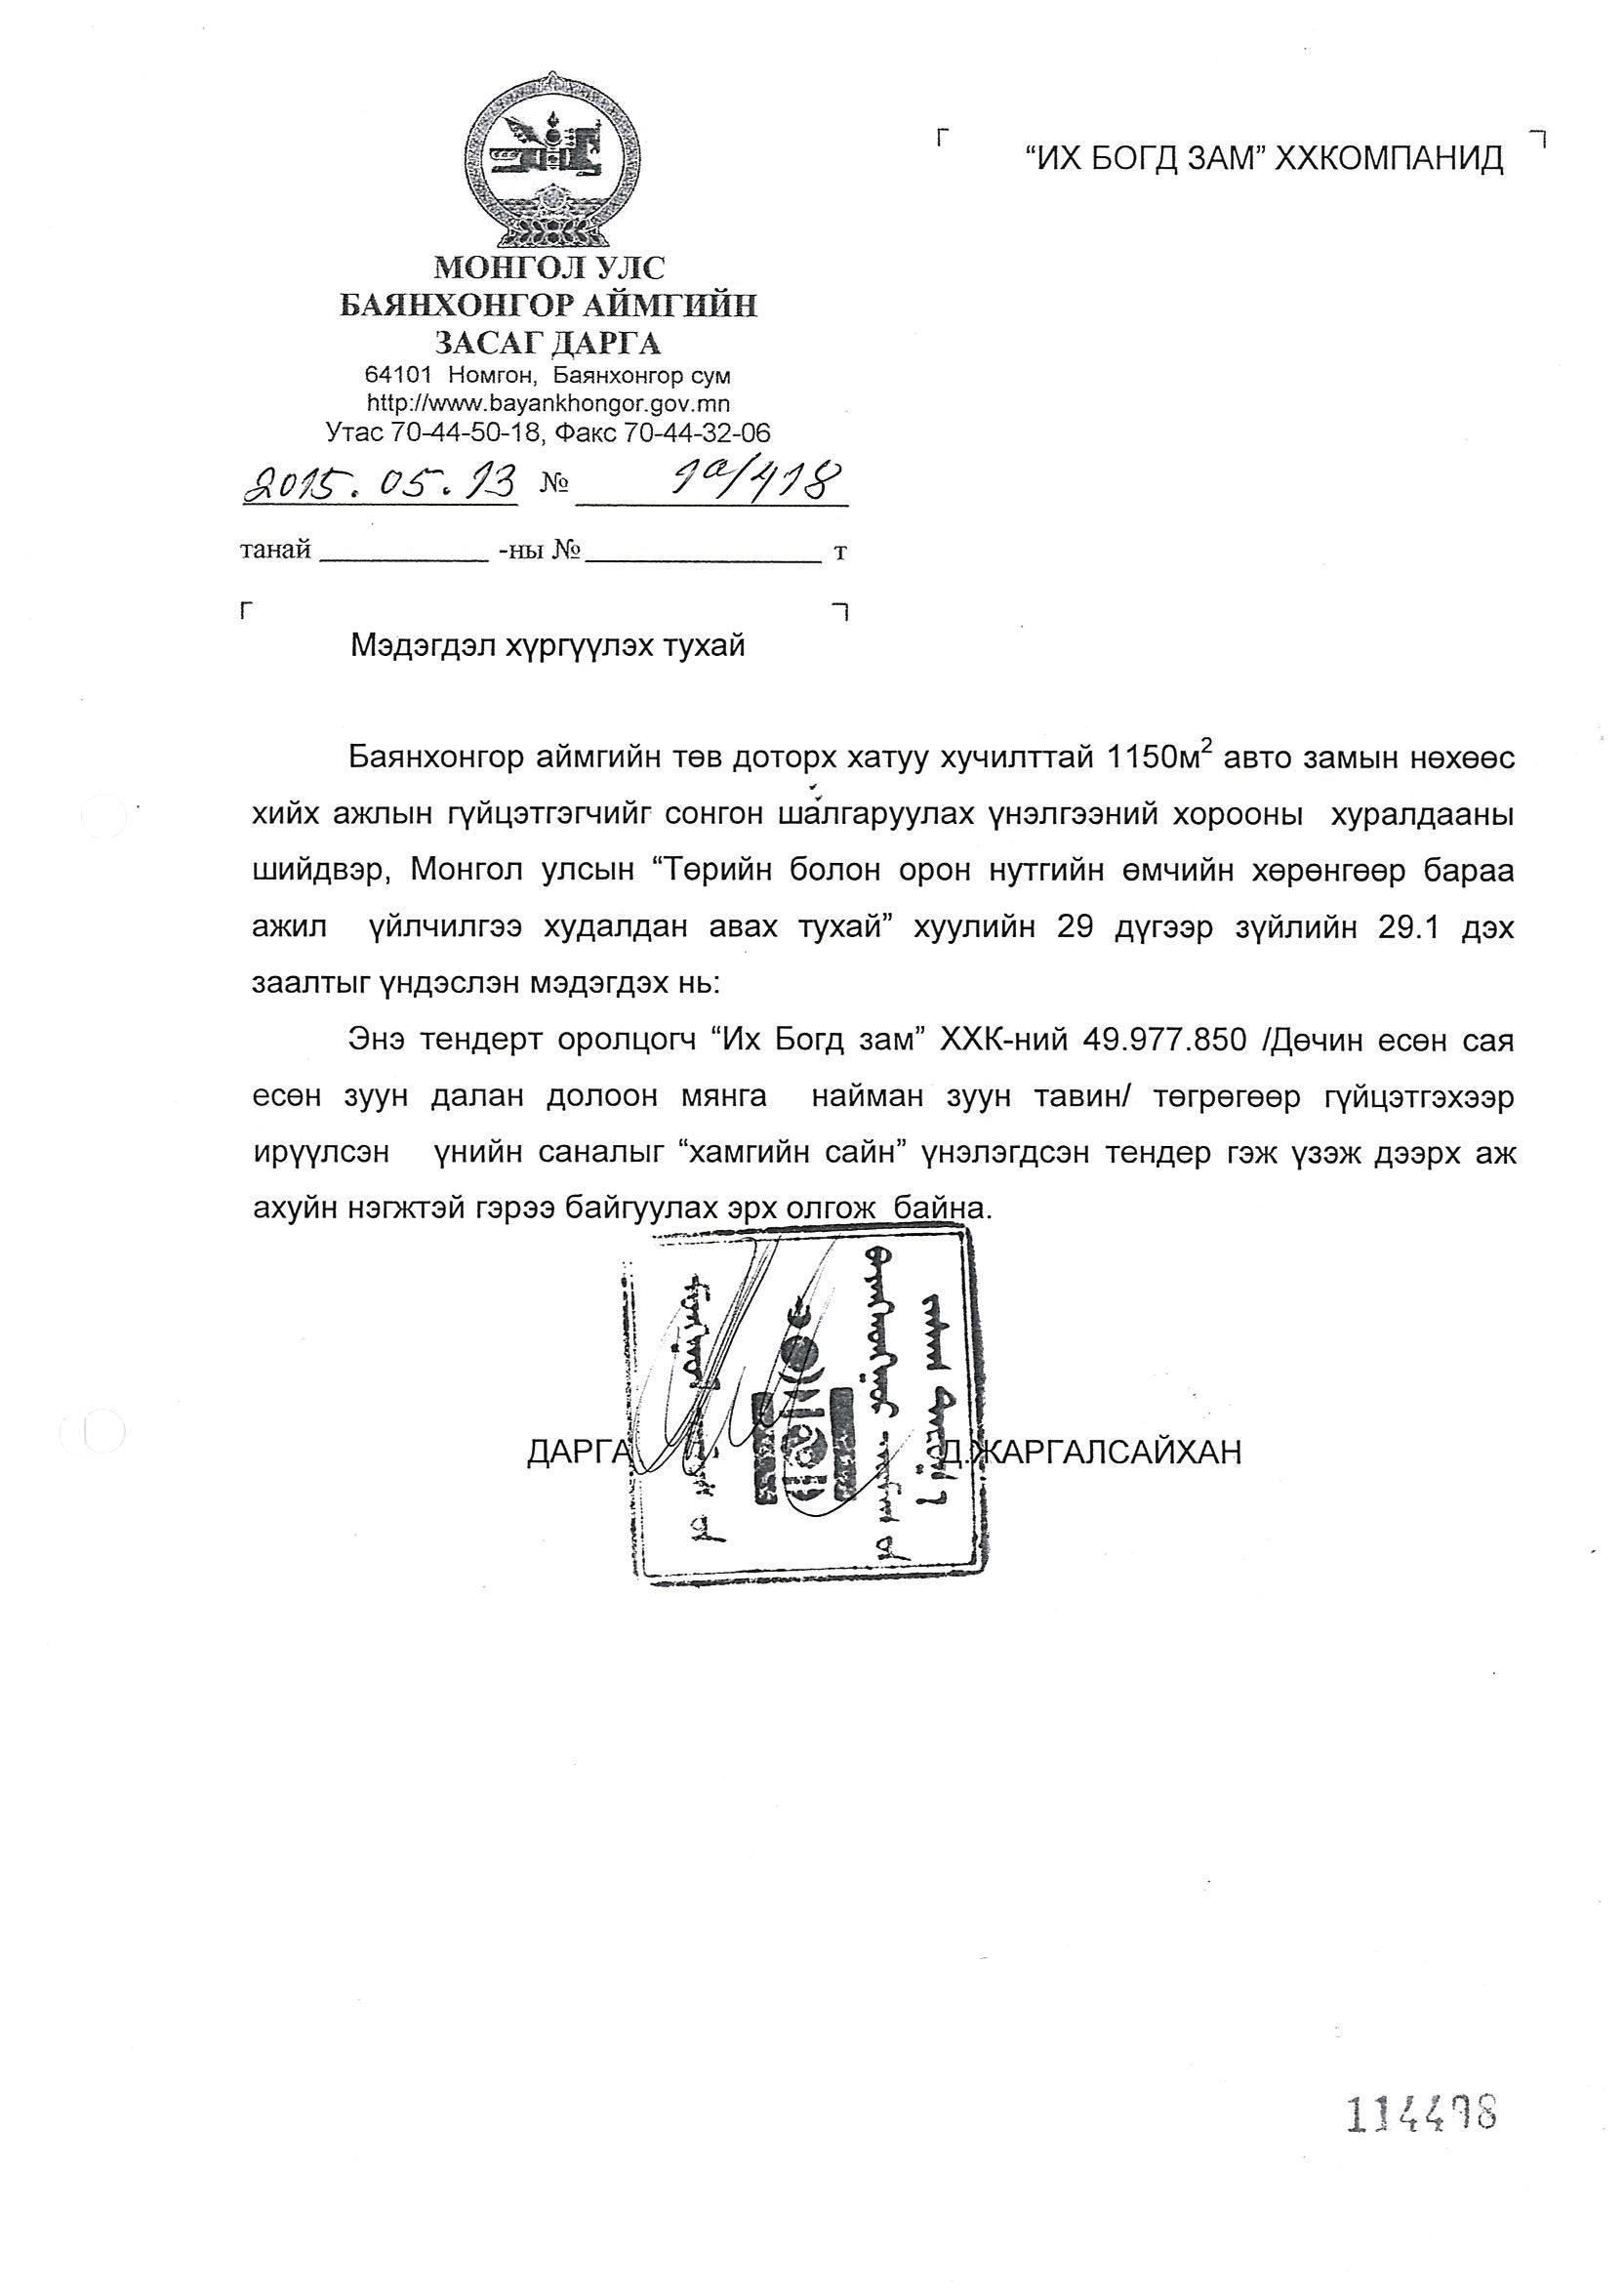 “ИХ БОГД ЗАМ” ХХКОМПАНИД
МОНГОЛ УЛС
БАЯНХОНГОР АЙМГИЙН
ЗАСАГ ДАРГА
64101 Номгон, Баянхонгор сум
http://www.bayankhongor.gov.mn
Утас 70-44-50-18, Факс 70-44-32-06
2015.05.13 № 1а/418
танай ____________ -ны № ________________ т
Мэдэгдэл хүргүүлэх тухай
Баянхонгор аймгийн төв доторх хатуу хучилттай 1150м² авто замын нөхөөс
хийх ажлын гүйцэтгэгчийг сонгон шалгаруулах үнэлгээний хорооны хуралдааны
шийдвэр, Монгол улсын “Төрийн болон орон нутгийн өмчийн хөрөнгөөр бараа
ажил үйлчилгээ худалдан авах тухай” хуулийн 29 дүгээр зүйлийн 29.1 дэх
заалтыг үндэслэн мэдэгдэх нь:
Энэ тендерт оролцогч “Их Богд зам” ХХК-ний 49.977.850 /Дөчин есөн сая
есөн зуун далан долоон мянга найман зуун тавин/ төгрөгөөр гүйцэтгэхээр
ирүүлсэн үнийн саналыг “хамгийн сайн” үнэлэгдсэн тендер гэж үзэж дээрх аж
ахуйн нэгжтэй гэрээ байгуулах эрх олгож байна.
ДАРГА Д.ЖАРГАЛСАЙХАН